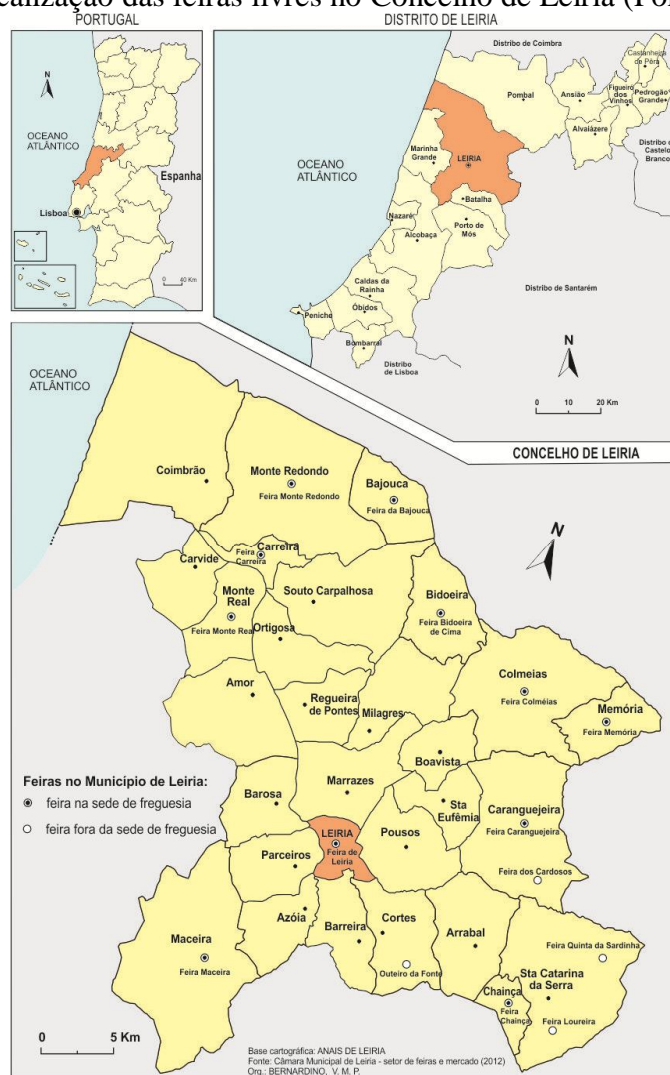 ealização das feiras livres no Concelho de Leiria (Por
PORTUGAL
N
OCEANO
ATLÂNTICO
Espanha
Lisboa
0 40 Km
DISTRITO DE LEIRIA
Distribo de Coimbra
Castanheira
de Pêra
Pombal
Ansião
Figueiró
dos
Vinhos
Pedrogão
Grande
Alvaiázere
Distribo de
Castelo
Branco
OCEANO
ATLÂNTICO
Marinha
Grande
LEIRIA
Batalha
Nazaré
Porto de
Mós
Alcobaça
Distribo de Santarém
Caldas da
Rainha
Peniche
Óbidos
Bombarral
Distribo
de Lisboa
N
0 10 20 Km
CONCELHO DE LEIRIA
OCEANO
ATLÂNTICO
N
Coimbrão
Monte Redondo
Feira Monte Redondo
Bajouca
Feira da Bajouca
Carreira
Feira
Carreira
Carvide
Monte
Real
Feira Monte Real
Souto Carpalhosa
Bidoeira
Feira Bidoeira
de Cima
Ortigosa
Colmeias
Feira Colméias
Amor
Regueira
de Pontes
Milagres
Memória
Feira Memória
Boavista
Feiras no Município de Leiria:
feira na sede de freguesia
feira fora da sede de freguesia
Marrazes
Barosa
Sta
Eufêmia
Caranguejeira
Feira Caranguejeira
LEIRIA
Feira de
Leiria
Pousos
Parceiros
Feira dos Cardosos
Azóia
Barreira
Cortes
Arrabal
Maceira
Feira Maceira
Outeiro da Fonte
Feira Quinta da Sardinha
Sta Catarina
da Serra
Chainça
Feira
Chainça
Feira Loureira
0 5 Km
Base cartográfica: ANAIS DE LEIRIA
Fonte: Câmara Municipal de Leiria - setor de feiras e mercado (2012)
Org.: BERNARDINO, V. M. P.